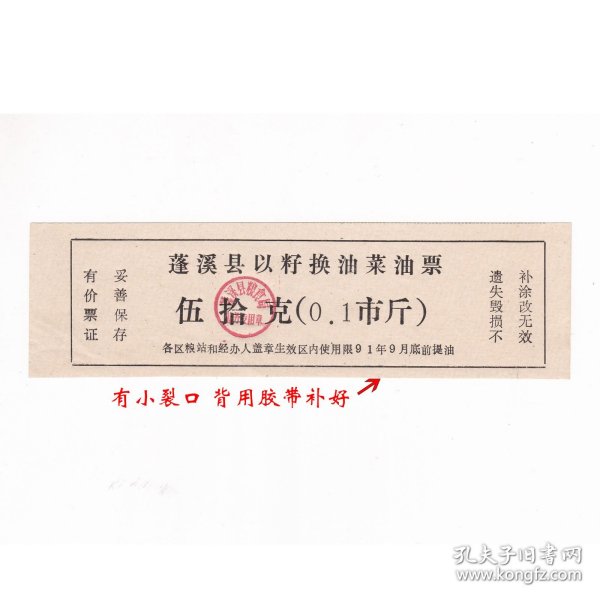 蓬溪县以籽换油菜油票
有价票证
妥善保存
伍拾克(0.1市斤)
遗失毁损不
补涂改无效
各区粮站和经办人盖章生效区内使用限91年9月底前提油
有小裂口 背用胶带补好
孔夫子旧书网
www.kongfz.com